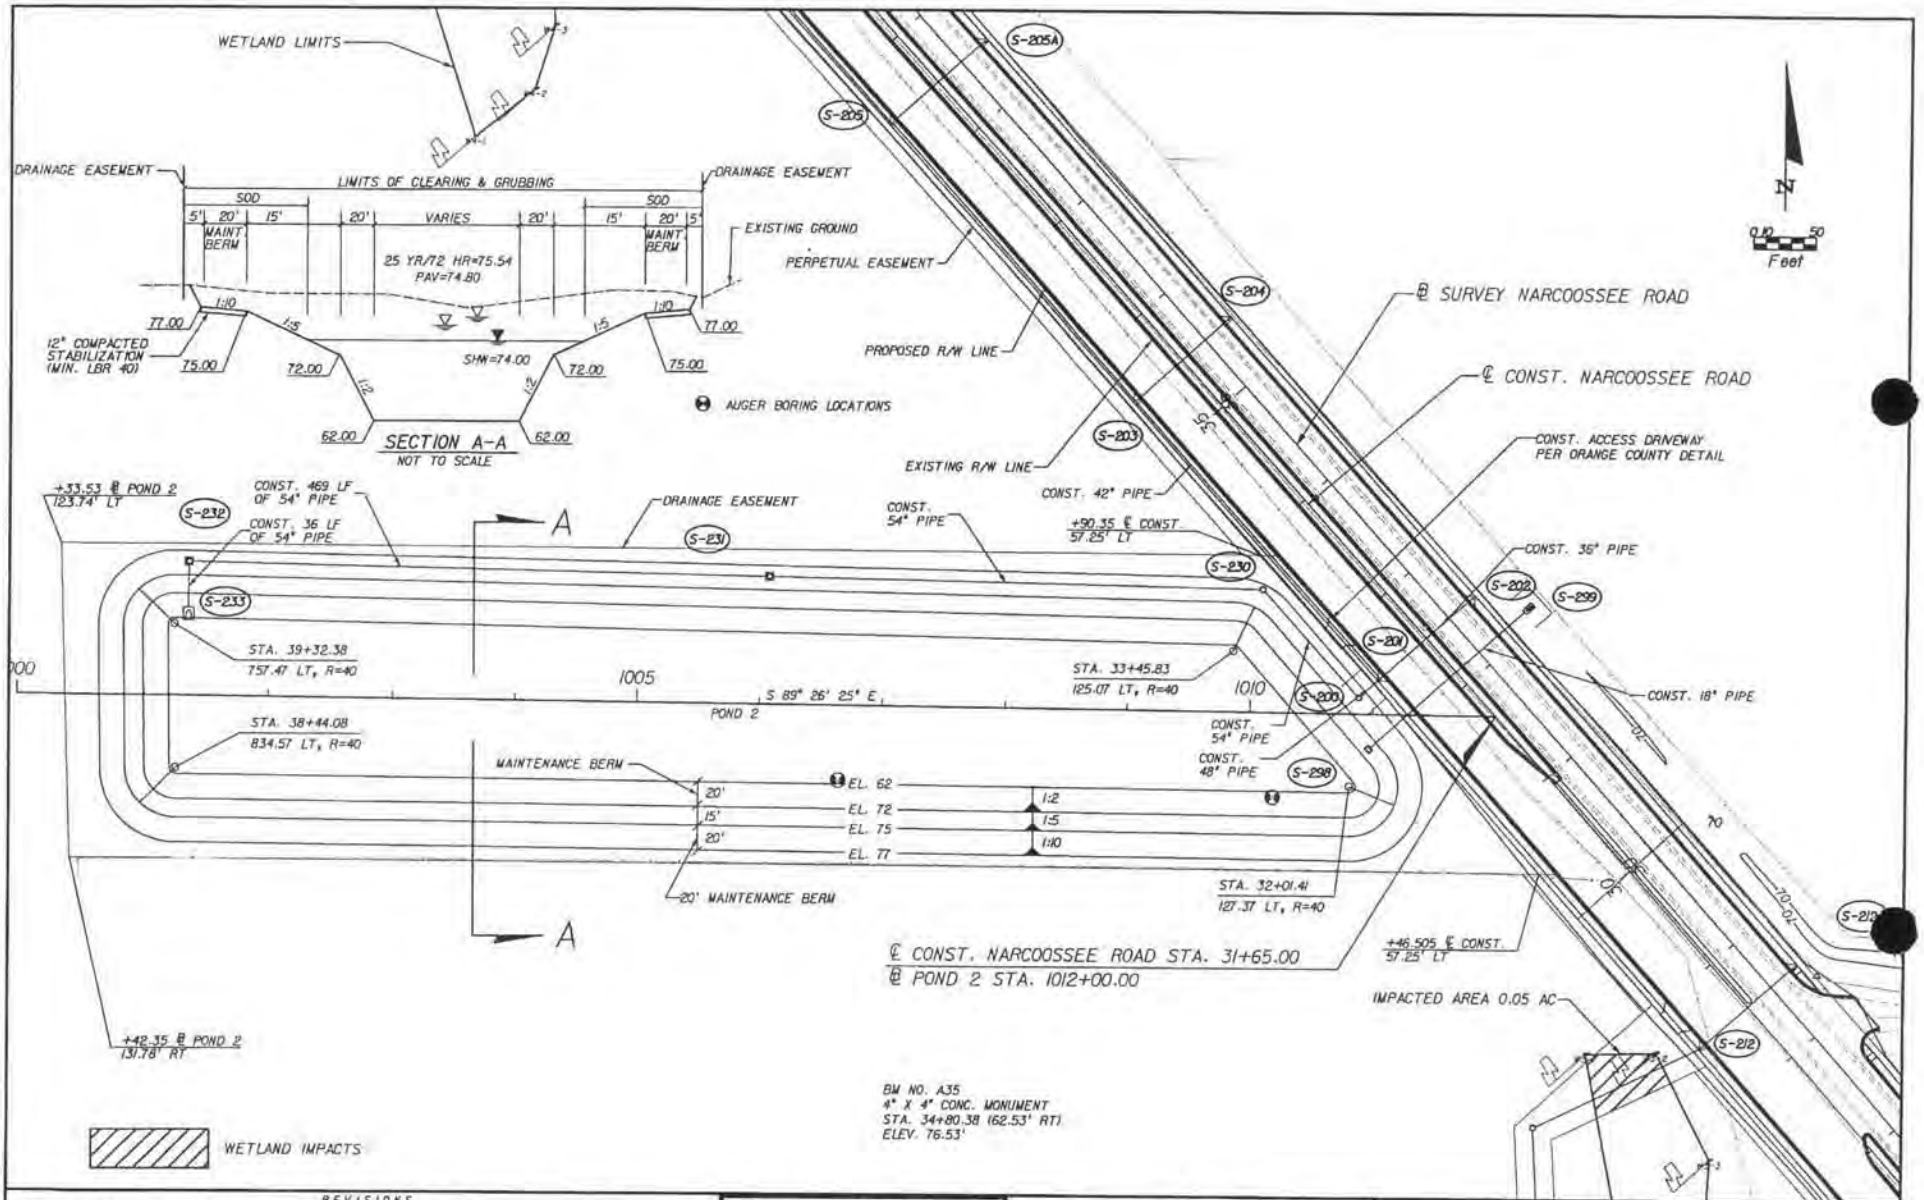 WETLAND LIMITS
S-205A
S-205
DRAINAGE EASEMENT
DRAINAGE EASEMENT
LIMITS OF CLEARING & GRUBBING
SOD
SOD
5' 20' 15' 20' VARIES 20' 15' 20' 5'
MAINT.
BERM
MAINT.
BERM
EXISTING GROUND
25 YR/72 HR=75.54
PAV=74.80
PERPETUAL EASEMENT
N
0 10 50
Feet
S-204
℄ SURVEY NARCOOSSEE ROAD
1:10
1:10
77.00
77.00
1:5
1:5
12" COMPACTED
STABILIZATION
(MIN. LBR 40)
75.00
72.00
SHW=74.00
72.00
75.00
1:2
1:2
PROPOSED R/W LINE
℄ CONST. NARCOOSSEE ROAD
AUGER BORING LOCATIONS
62.00
SECTION A-A
62.00
NOT TO SCALE
35
S-203
CONST. ACCESS DRIVEWAY
PER ORANGE COUNTY DETAIL
EXISTING R/W LINE
CONST. 42" PIPE
+33.53 ℄ POND 2
123.74' LT
S-232
CONST. 469 LF
OF 54" PIPE
CONST. 36 LF
OF 54" PIPE
DRAINAGE EASEMENT
A
S-231
CONST.
54" PIPE
+90.35 ℄ CONST.
57.25' LT
CONST. 36" PIPE
S-230
S-202
S-299
S-233
S-201
STA. 39+32.38
757.47 LT, R=40
STA. 33+45.83
125.07 LT, R=40
000
1005
1010
S 89° 26' 25" E
POND 2
S-200
CONST. 18" PIPE
STA. 38+44.08
834.57 LT, R=40
CONST.
54" PIPE
70
CONST.
48" PIPE
S-298
MAINTENANCE BERM
20'
EL. 62
1:2
15'
EL. 72
1:5
20'
EL. 75
1:10
EL. 77
70
30
20' MAINTENANCE BERM
STA. 32+01.41
127.37 LT, R=40
70.02
S-213
A
℄ CONST. NARCOOSSEE ROAD STA. 31+65.00
℄ POND 2 STA. 1012+00.00
+46.505 ℄ CONST.
57.25' LT
IMPACTED AREA 0.05 AC
+42.35 ℄ POND 2
131.78' RT
S-212
BM NO. A35
4" X 4" CONC. MONUMENT
STA. 34+80.38 (62.53' RT)
ELEV. 76.53'
WETLAND IMPACTS
REVISIONS